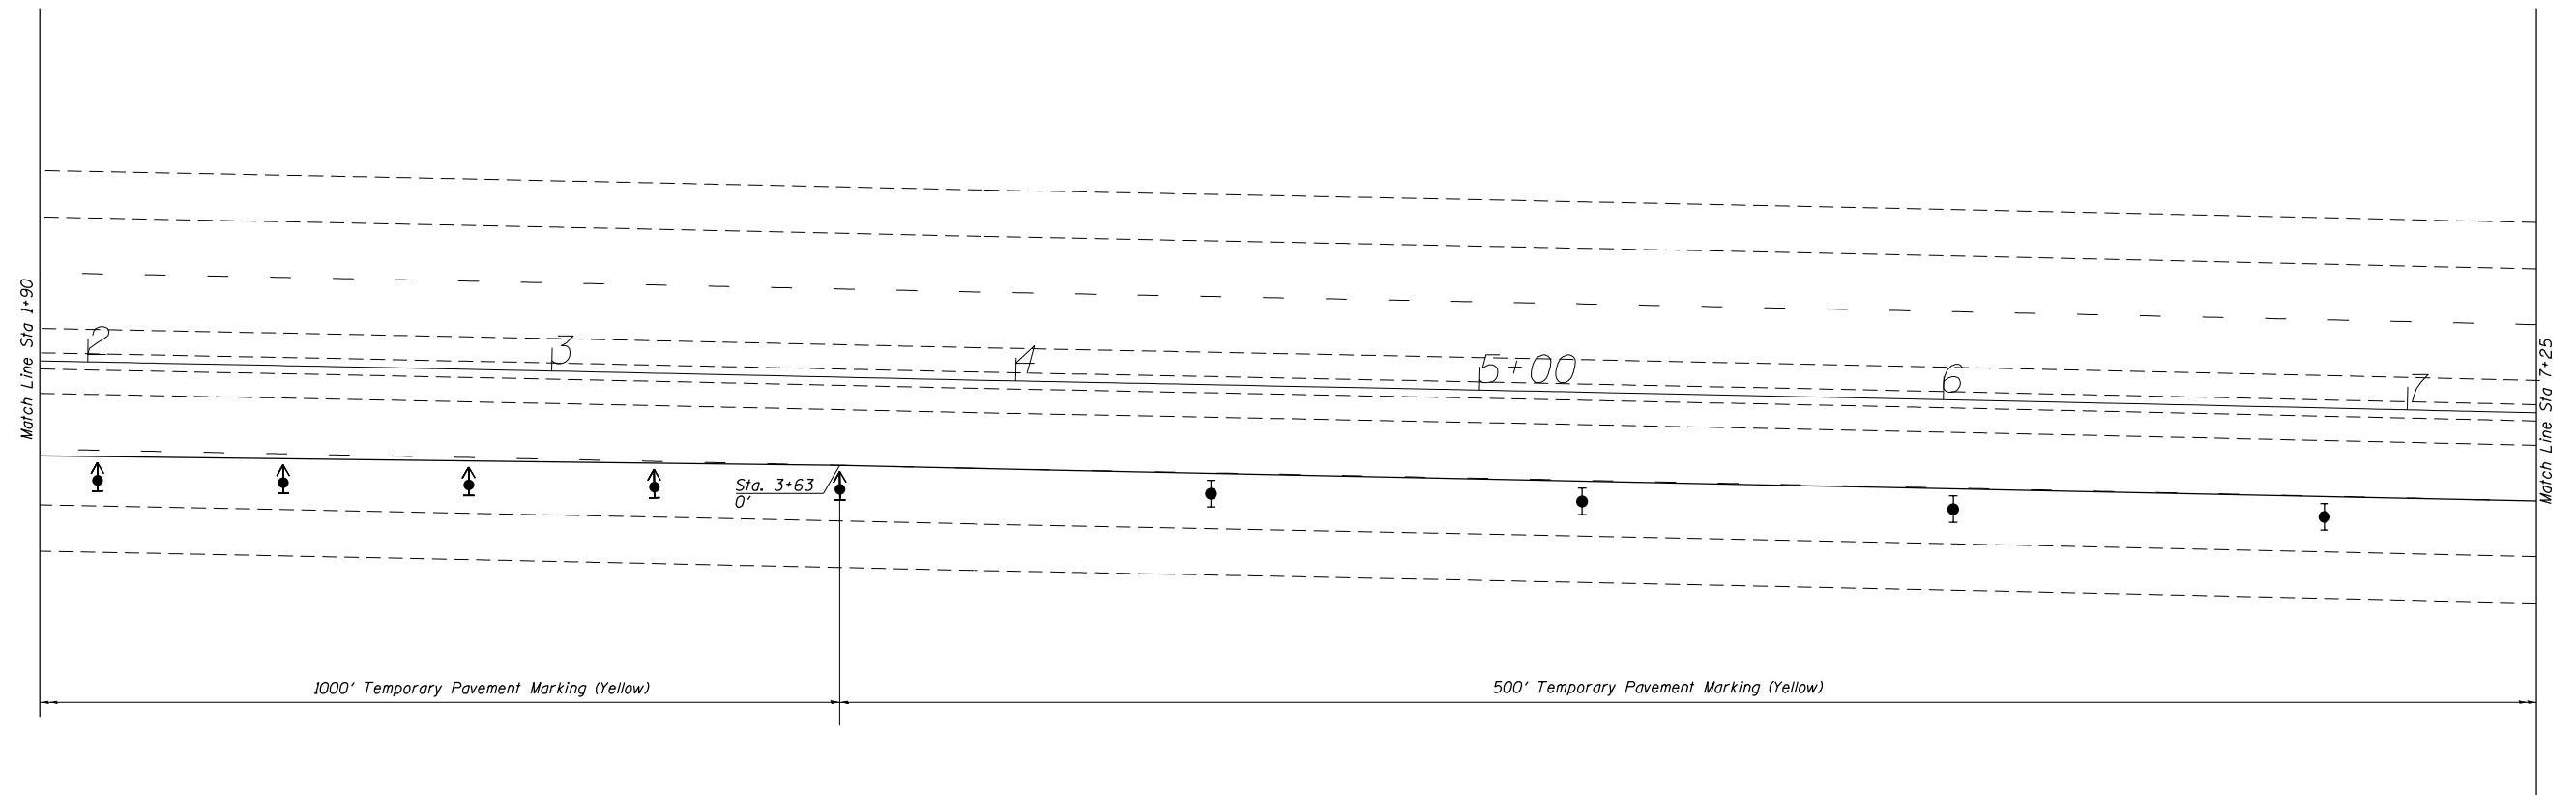 Match Line Sta 1+90
2
3
4
5+00
6
7
Match Line Sta 7+25
Sta. 3+63
0'
1000' Temporary Pavement Marking (Yellow)
500' Temporary Pavement Marking (Yellow)